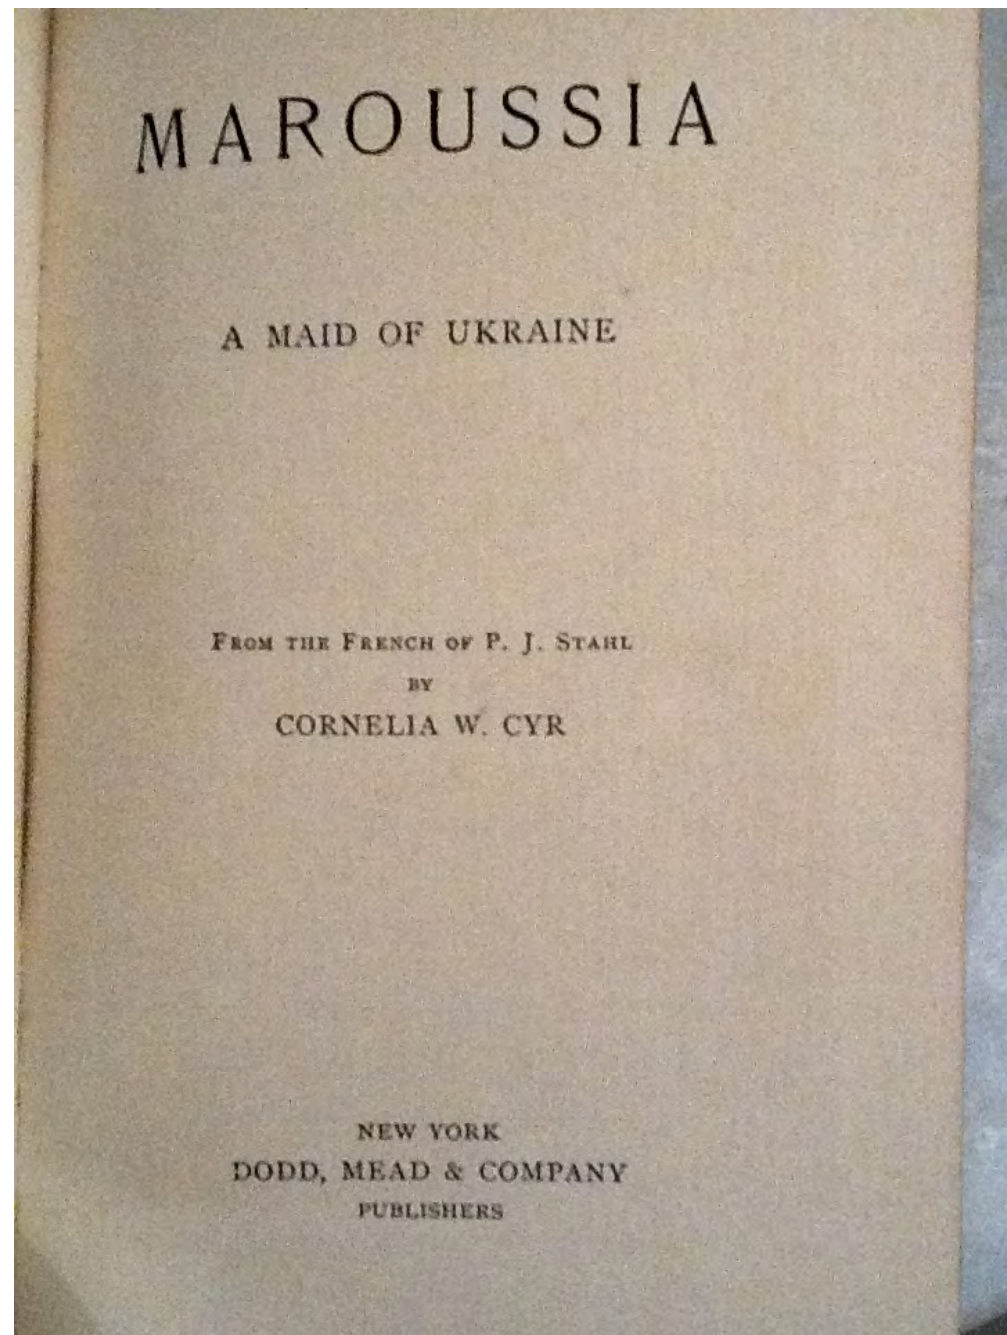 MAROUSSIA
A MAID OF UKRAINE
FROM THE FRENCH OF P. J. STAHL
BY
CORNELIA W. CYR
NEW YORK
DODD, MEAD & COMPANY
PUBLISHERS